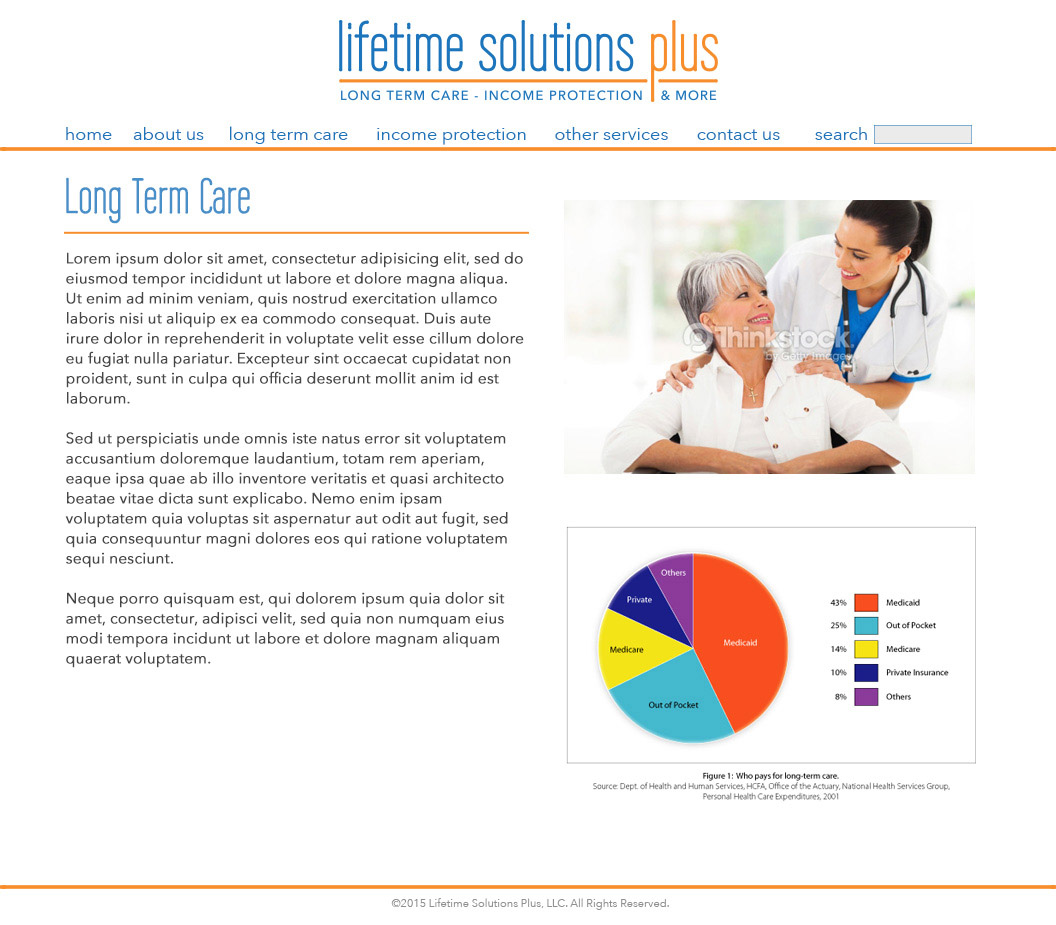 lifetime solutions plus
LONG TERM CARE - INCOME PROTECTION & MORE
home about us long term care income protection other services contact us search
Long Term Care
Lorem ipsum dolor sit amet, consectetur adipisicing elit, sed do
eiusmod tempor incididunt ut labore et dolore magna aliqua.
Ut enim ad minim veniam, quis nostrud exercitation ullamco
laboris nisi ut aliquip ex ea commodo consequat. Duis aute
irure dolor in reprehenderit in voluptate velit esse cillum dolore
eu fugiat nulla pariatur. Excepteur sint occaecat cupidatat non
proident, sunt in culpa qui officia deserunt mollit anim id est
laborum.
Sed ut perspiciatis unde omnis iste natus error sit voluptatem
accusantium doloremque laudantium, totam rem aperiam,
eaque ipsa quae ab illo inventore veritatis et quasi architecto
beatae vitae dicta sunt explicabo. Nemo enim ipsam
voluptatem quia voluptas sit aspernatur aut odit aut fugit, sed
quia consequuntur magni dolores eos qui ratione voluptatem
sequi nesciunt.
Neque porro quisquam est, qui dolorem ipsum quia dolor sit
amet, consectetur, adipisci velit, sed quia non numquam eius
modi tempora incidunt ut labore et dolore magnam aliquam
quaerat voluptatem.
Thinkstock
by Getty Images
Others
Private
Medicare
Medicaid
Out of Pocket
43% Medicaid
25% Out of Pocket
14% Medicare
10% Private Insurance
8% Others
Figure 1: Who pays for long-term care.
Source: Dept. of Health and Human Services, HCFA, Office of the Actuary, National Health Services Group,
Personal Health Care Expenditures, 2001
©2015 Lifetime Solutions Plus, LLC. All Rights Reserved.